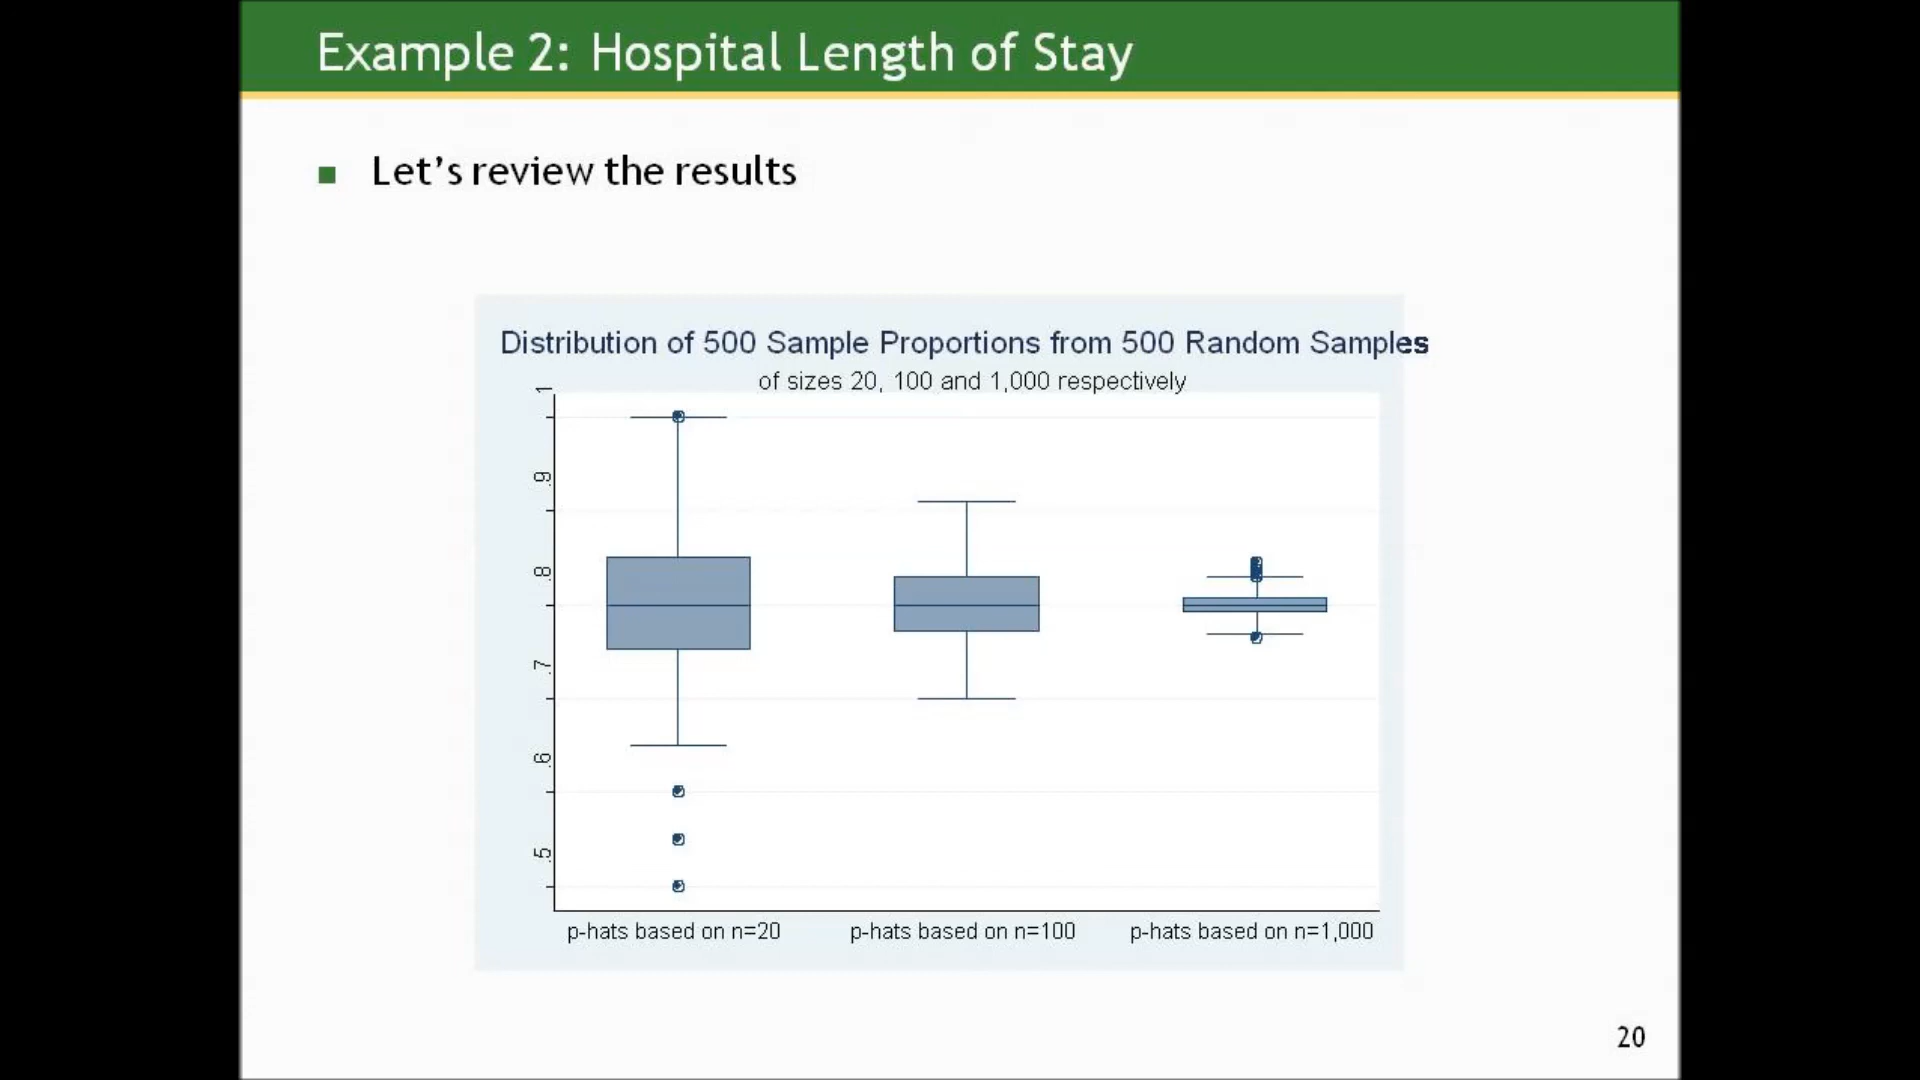 Example 2: Hospital Length of Stay
Let's review the results
Distribution of 500 Sample Proportions from 500 Random Samples
of sizes 20, 100 and 1,000 respectively
1
.9
.8
.7
.6
.5
p-hats based on n=20 p-hats based on n=100 p-hats based on n=1,000
20